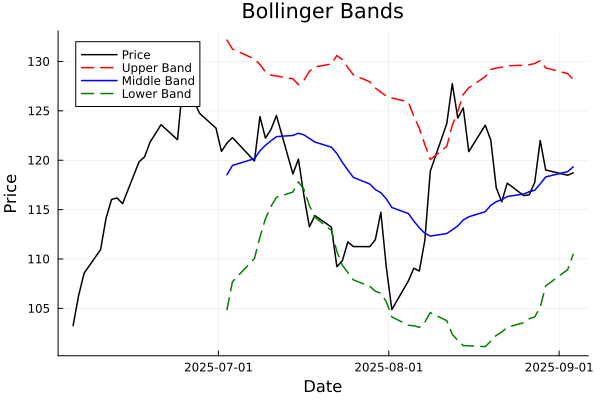 Bollinger Bands
Price
Upper Band
Middle Band
Lower Band
130
125
120
115
110
105
Price
2025-07-01
2025-08-01
2025-09-01
Date